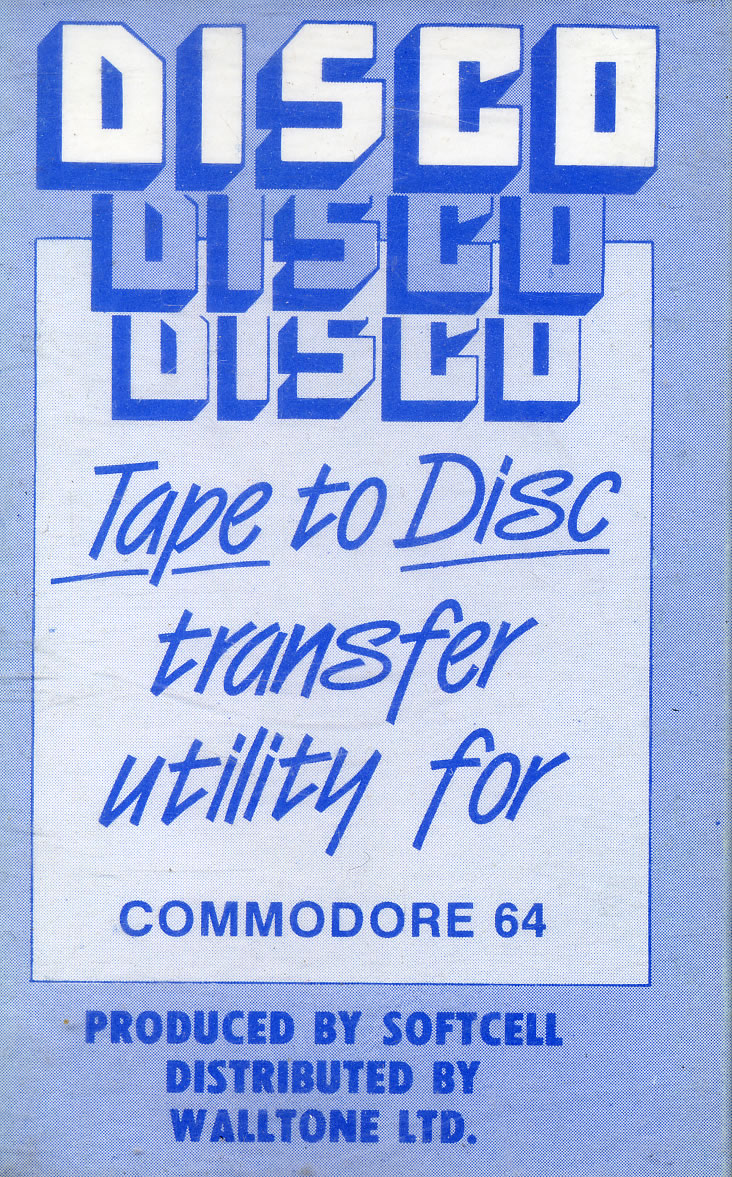 DISCO
DISCO
DISCO
Tape to Disc
transfer
utility for
COMMODORE 64
PRODUCED BY SOFTCELL
DISTRIBUTED BY
WALLTONE LTD.